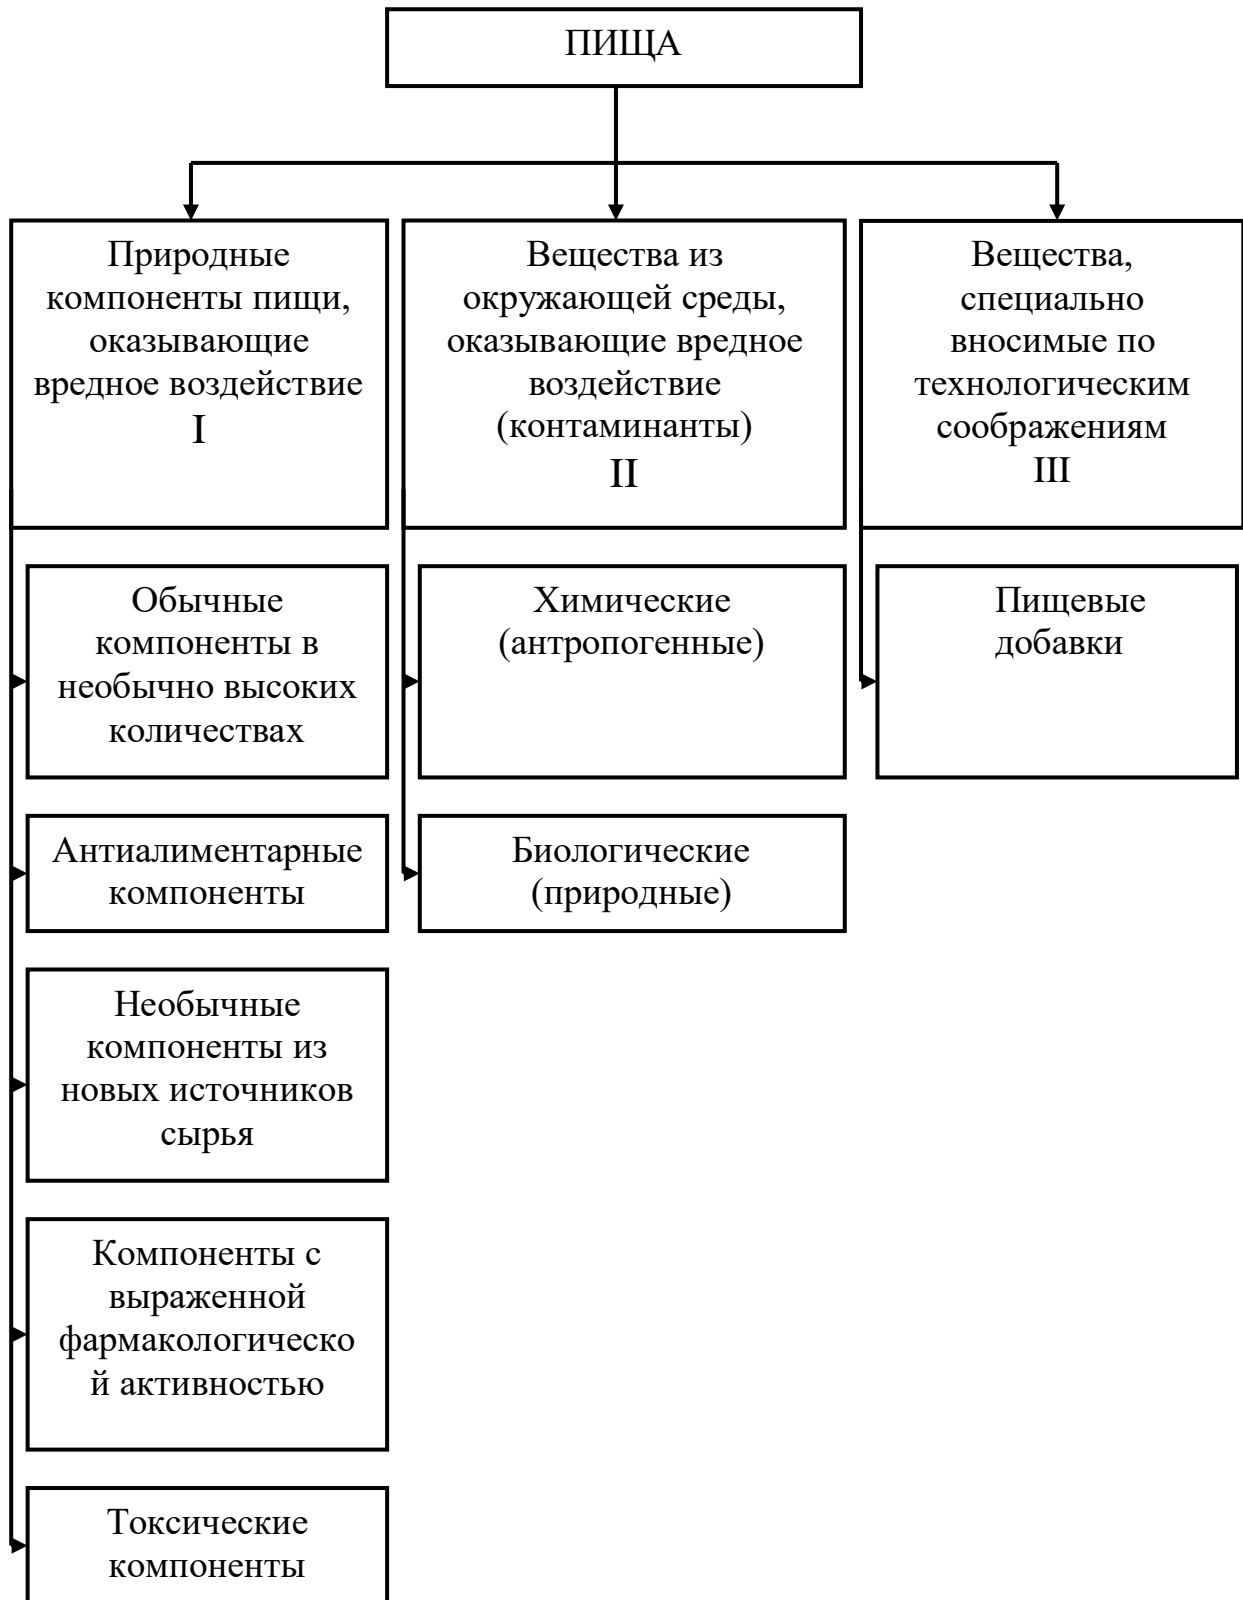 ПИЩА
Природные
компоненты пищи,
оказывающие
вредное воздействие
I
Вещества из
окружающей среды,
оказывающие вредное
воздействие
(контаминанты)
II
Вещества,
специально
вносимые по
технологическим
соображениям
III
Обычные
компоненты в
необычно высоких
количествах
Химические
(антропогенные)
Пищевые
добавки
Антиалиментарные
компоненты
Биологические
(природные)
Необычные
компоненты из
новых источников
сырья
Компоненты с
выраженной
фармакологическо
й активностью
Токсические
компоненты